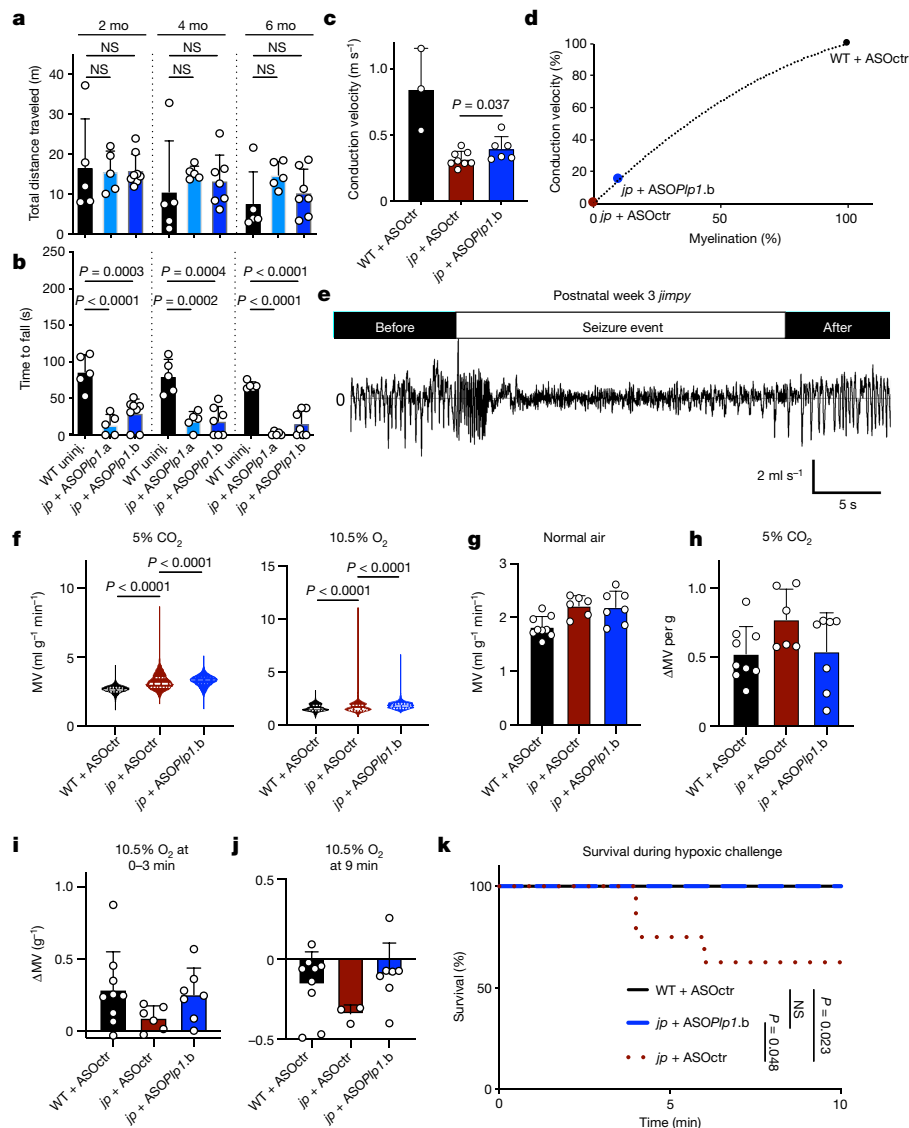 a
2 mo
4 mo
6 mo
NS
NS
NS
NS
NS
NS
Total distance traveled (m)
40
30
20
10
0
b
250
200
150
100
50
0
Time to fall (s)
P = 0.0003
P < 0.0001
P = 0.0004
P = 0.0002
P < 0.0001
P < 0.0001
WT uninj.
jp + ASOPlp1.a
jp + ASOPlp1.b
WT uninj.
jp + ASOPlp1.a
jp + ASOPlp1.b
WT uninj.
jp + ASOPlp1.a
jp + ASOPlp1.b
c
Conduction velocity (m s⁻¹)
1.0
0.5
0
P = 0.037
WT + ASOctr
jp + ASOctr
jp + ASOPlp1.b
d
Conduction velocity (%)
100
80
60
40
20
0
WT + ASOctr
jp + ASOPlp1.b
jp + ASOctr
0
50
100
Myelination (%)
e
Postnatal week 3 jimpy
Before
Seizure event
After
0
2 ml s⁻¹
5 s
f
5% CO₂
P < 0.0001
P < 0.0001
MV (ml g⁻¹ min⁻¹)
10
5
0
WT + ASOctr
jp + ASOctr
jp + ASOPlp1.b
10.5% O₂
P < 0.0001
P < 0.0001
15
10
5
0
WT + ASOctr
jp + ASOctr
jp + ASOPlp1.b
g
Normal air
MV (ml g⁻¹ min⁻¹)
3
2
1
0
WT + ASOctr
jp + ASOctr
jp + ASOPlp1.b
h
5% CO₂
ΔMV per g
1.0
0.5
0
WT + ASOctr
jp + ASOctr
jp + ASOPlp1.b
i
10.5% O₂ at
0–3 min
ΔMV (g⁻¹)
1.0
0.5
0
WT + ASOctr
jp + ASOctr
jp + ASOPlp1.b
j
10.5% O₂
at 9 min
0.5
0
−0.5
WT + ASOctr
jp + ASOctr
jp + ASOPlp1.b
k
Survival during hypoxic challenge
Survival (%)
100
50
0
WT + ASOctr
jp + ASOPlp1.b
jp + ASOctr
P = 0.048
NS
P = 0.023
0
5
10
Time (min)